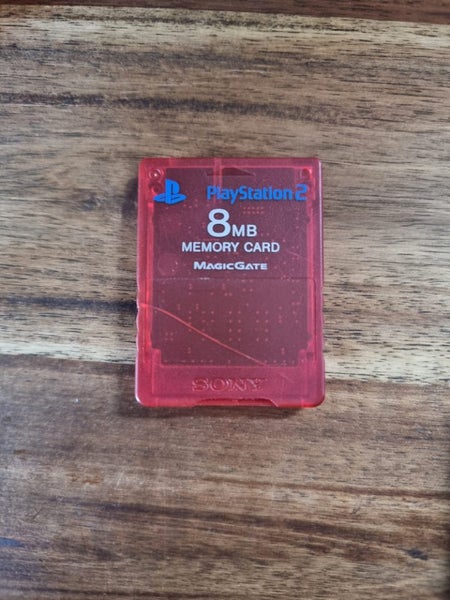 PlayStation 2
8MB
MEMORY CARD
MAGICGATE
SONY